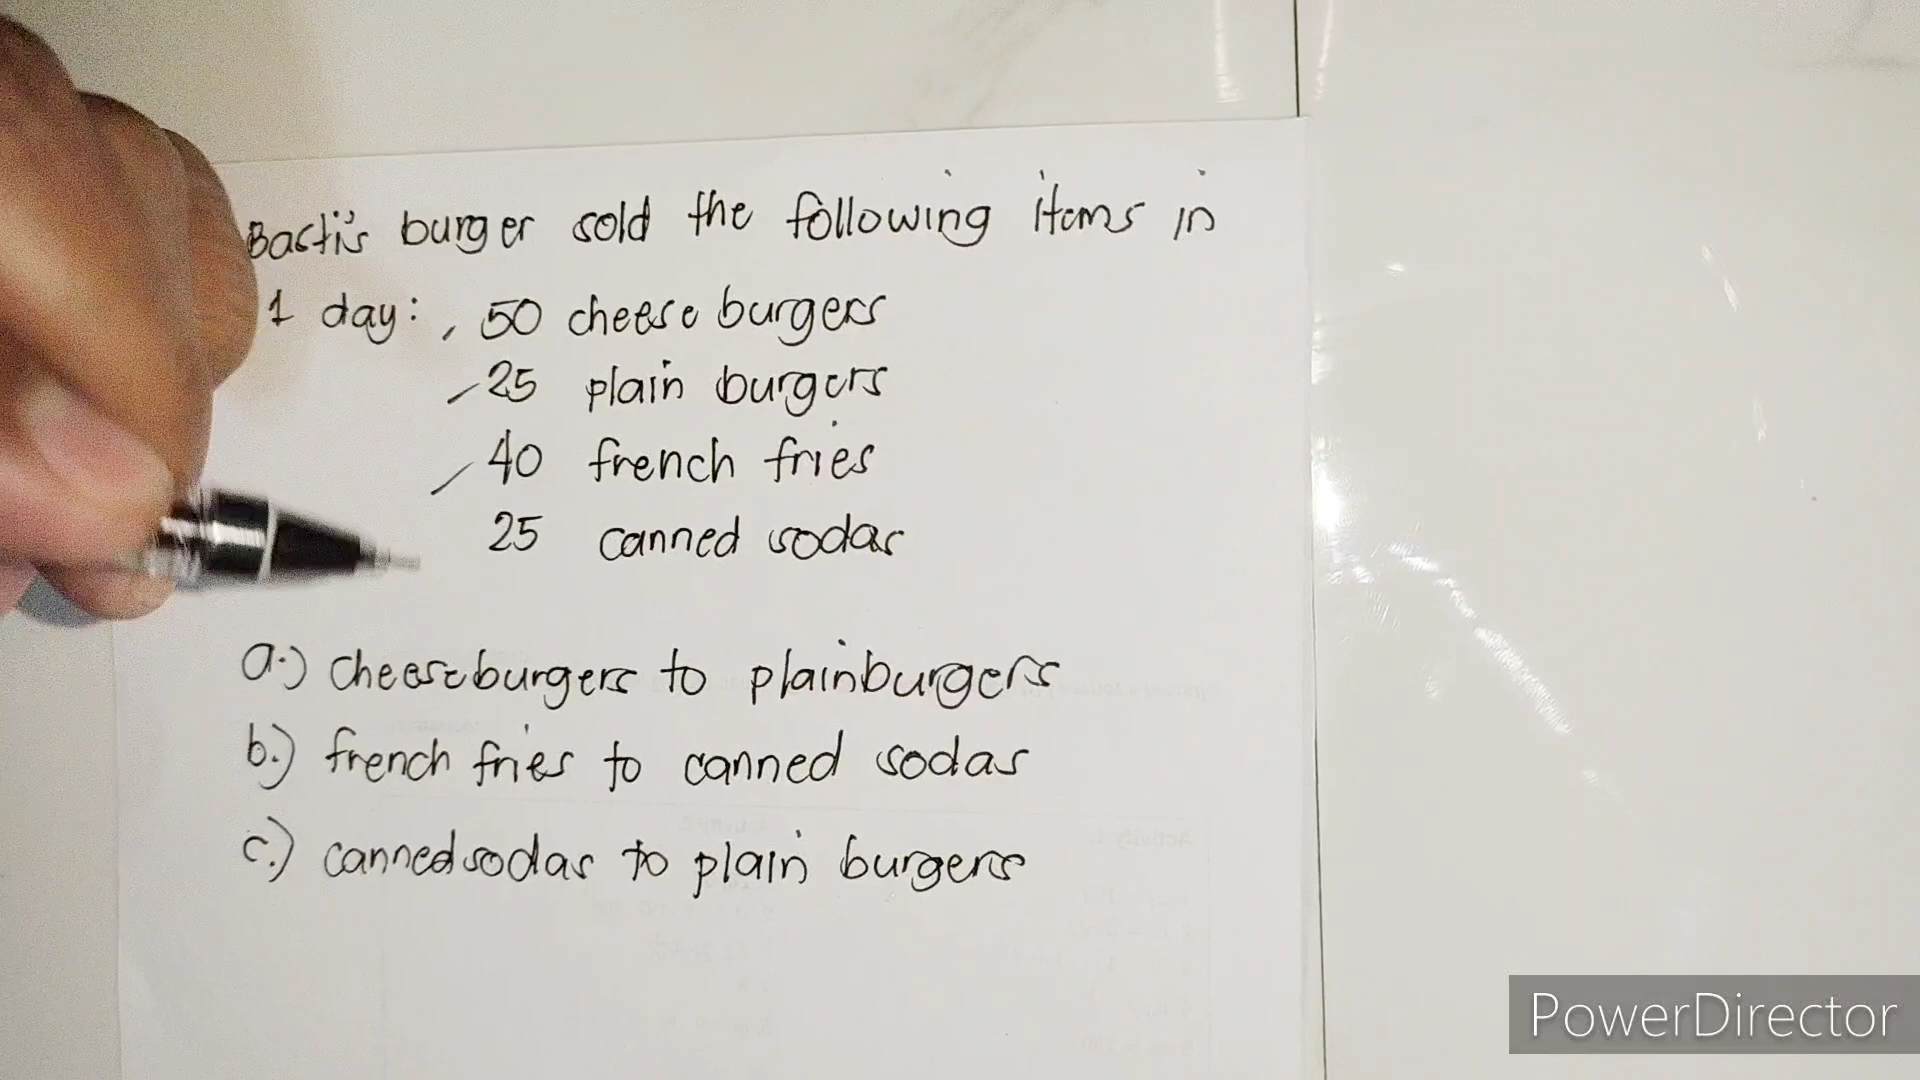 Basti's burger sold the following items in
1 day: 50 cheese burgers
25 plain burgers
40 french fries
25 canned sodas
a.) cheeseburgers to plainburgers
b.) french fries to canned sodas
c.) canned sodas to plain burgers
PowerDirector